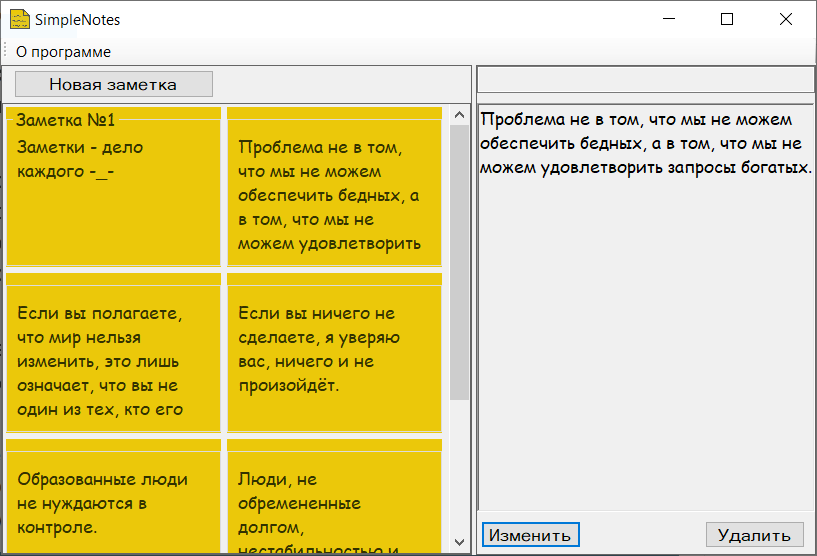 SimpleNotes
О программе
Новая заметка
Заметка №1
Заметки - дело
каждого -_-
Проблема не в том,
что мы не можем
обеспечить бедных, а
в том, что мы не
можем удовлетворить
Если вы полагаете,
что мир нельзя
изменить, это лишь
означает, что вы не
один из тех, кто его
Если вы ничего не
сделаете, я уверяю
вас, ничего и не
произойдёт.
Образованные люди
не нуждаются в
контроле.
Люди, не
обремененные
долгом,
нестабильностью и
Проблема не в том, что мы не можем
обеспечить бедных, а в том, что мы не
можем удовлетворить запросы богатых.
Изменить
Удалить